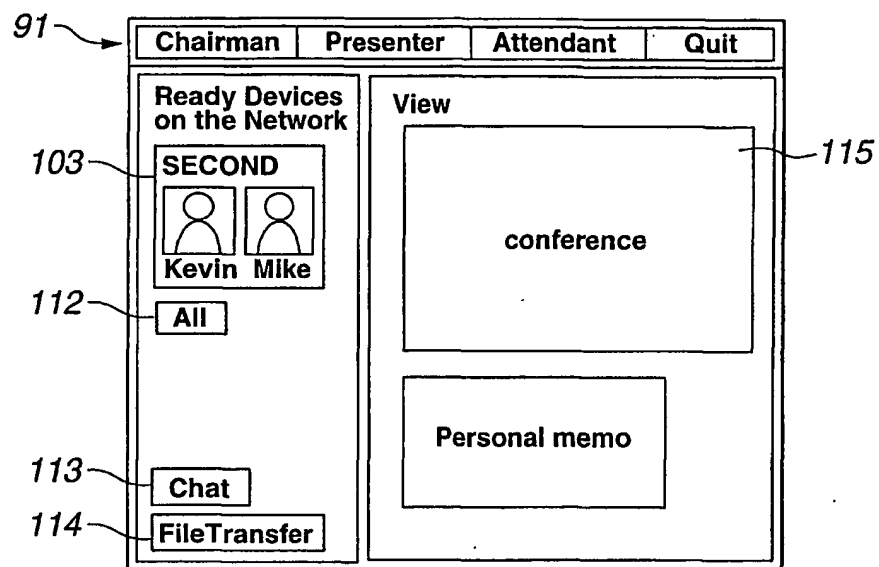 91
Chairman Presenter Attendant Quit
Ready Devices
on the Network
103
SECOND
Kevin Mike
112
All
113
Chat
114
FileTransfer
View
115
conference
Personal memo